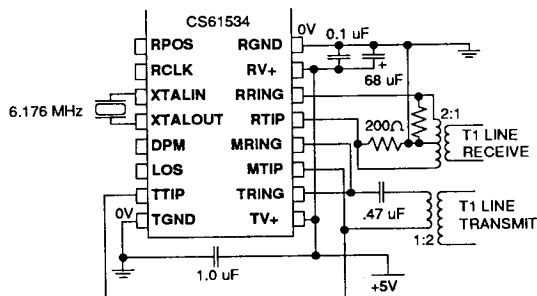 CS61534
RPOS
RCLK
XTALIN
XTALOUT
DPM
LOS
TTIP
TGND
RGND
RV+
RRING
RTIP
MRING
MTIP
TRING
TV+
6.176 MHz
0V
0V
0.1 uF
+
68 uF
200Ω
2:1
T1 LINE
RECEIVE
.47 uF
T1 LINE
TRANSMIT
1:2
1.0 uF
+5V